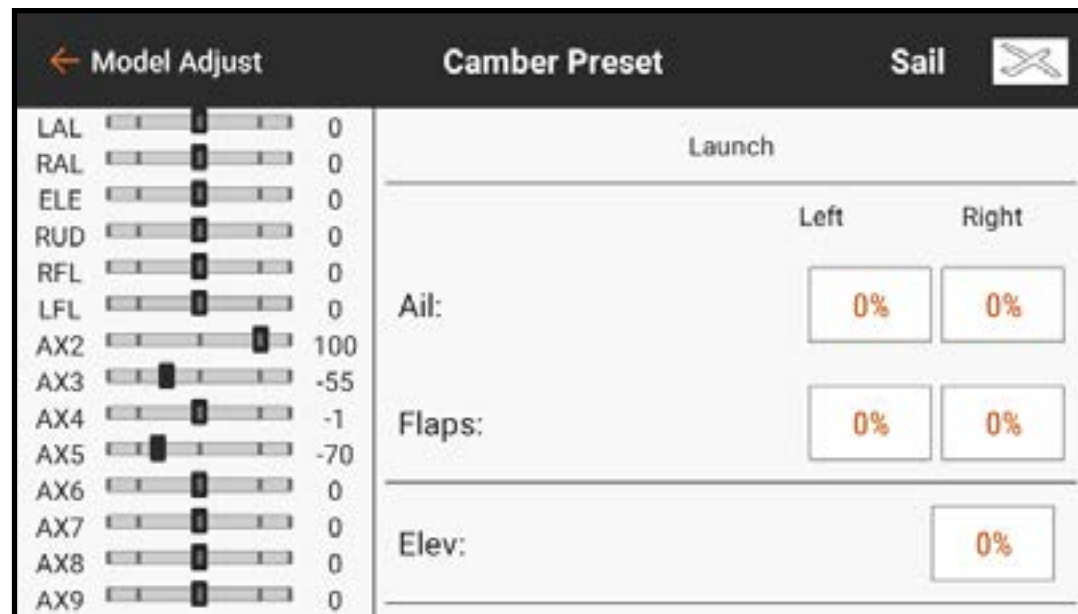 Model Adjust
Camber Preset
Sail
LAL 0
RAL 0
ELE 0
RUD 0
RFL 0
LFL 0
AX2 100
AX3 -55
AX4 -1
AX5 -70
AX6 0
AX7 0
AX8 0
AX9 0
Launch
Left Right
Ail: 0% 0%
Flaps: 0% 0%
Elev: 0%